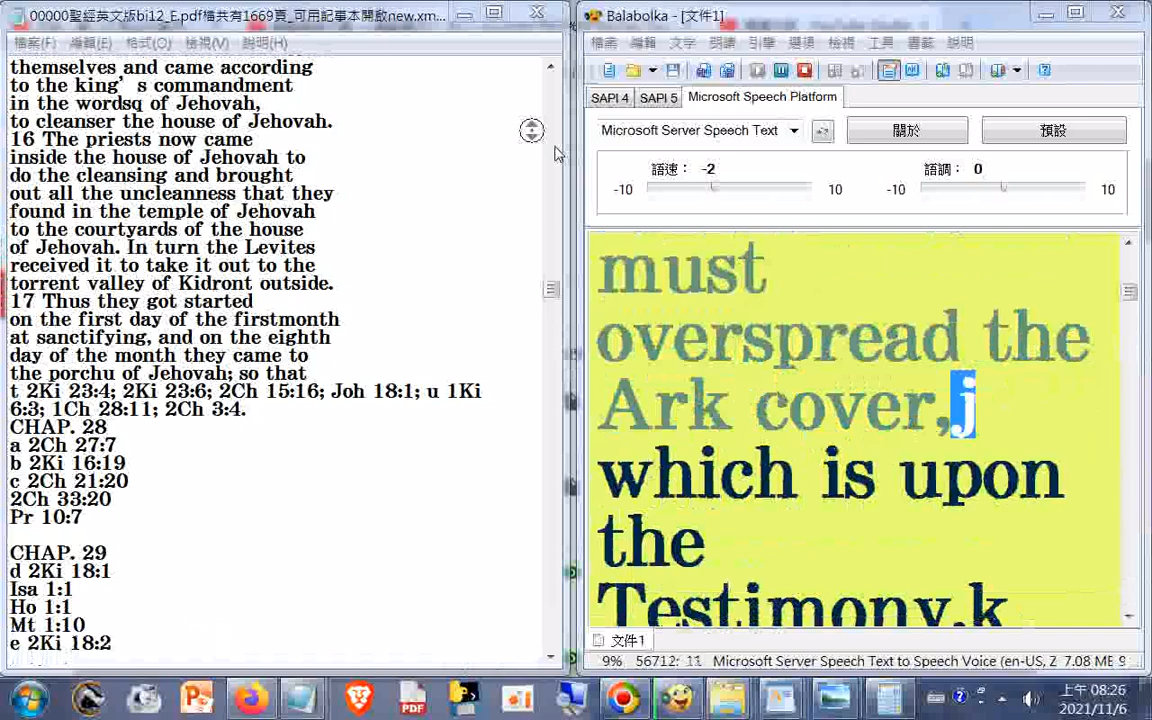 00000聖經英文版bi12_E.pdf檔共有1669頁_可用記事本開啟new.xm...
檔案(F) 編輯(E) 格式(O) 檢視(V) 說明(H)
themselves,and came according
to the king’s commandment
in the wordsq of Jehovah,
to cleanser the house of Jehovah.
16 The priests now came
inside the house of Jehovah to
do the cleansing and brought
out all the uncleanness that they
found in the temple of Jehovah
to the courtyards of the house
of Jehovah. In turn the Levites
received it to take it out to the
torrent valley of Kidront outside.
17 Thus they got started
on the first day of the firstmonth
at sanctifying, and on the eighth
day of the month they came to
the porchu of Jehovah; so that
t 2Ki 23:4; 2Ki 23:6; 2Ch 15:16; Joh 18:1; u 1Ki
6:3; 1Ch 28:11; 2Ch 3:4.
CHAP. 28
a 2Ch 27:7
b 2Ki 16:19
c 2Ch 21:20
2Ch 33:20
Pr 10:7
CHAP. 29
d 2Ki 18:1
Isa 1:1
Ho 1:1
Mt 1:10
e 2Ki 18:2
Balabolka - [文件1]
檔案 編輯 文字 朗讀 引擎 選項 檢視 工具 書籤 說明
SAPI 4 SAPI 5 Microsoft Speech Platform
Microsoft Server Speech Text 關於 預設
語速： -2 語調： 0
-10 10 -10 10
must
overspread the
Ark cover,j
which is upon
the
Testimony.k
文件1
9% 56712: 11 Microsoft Server Speech Text to Speech Voice (en-US, Z 7.08 MB 9
PDF
上午 08:26
2021/11/6